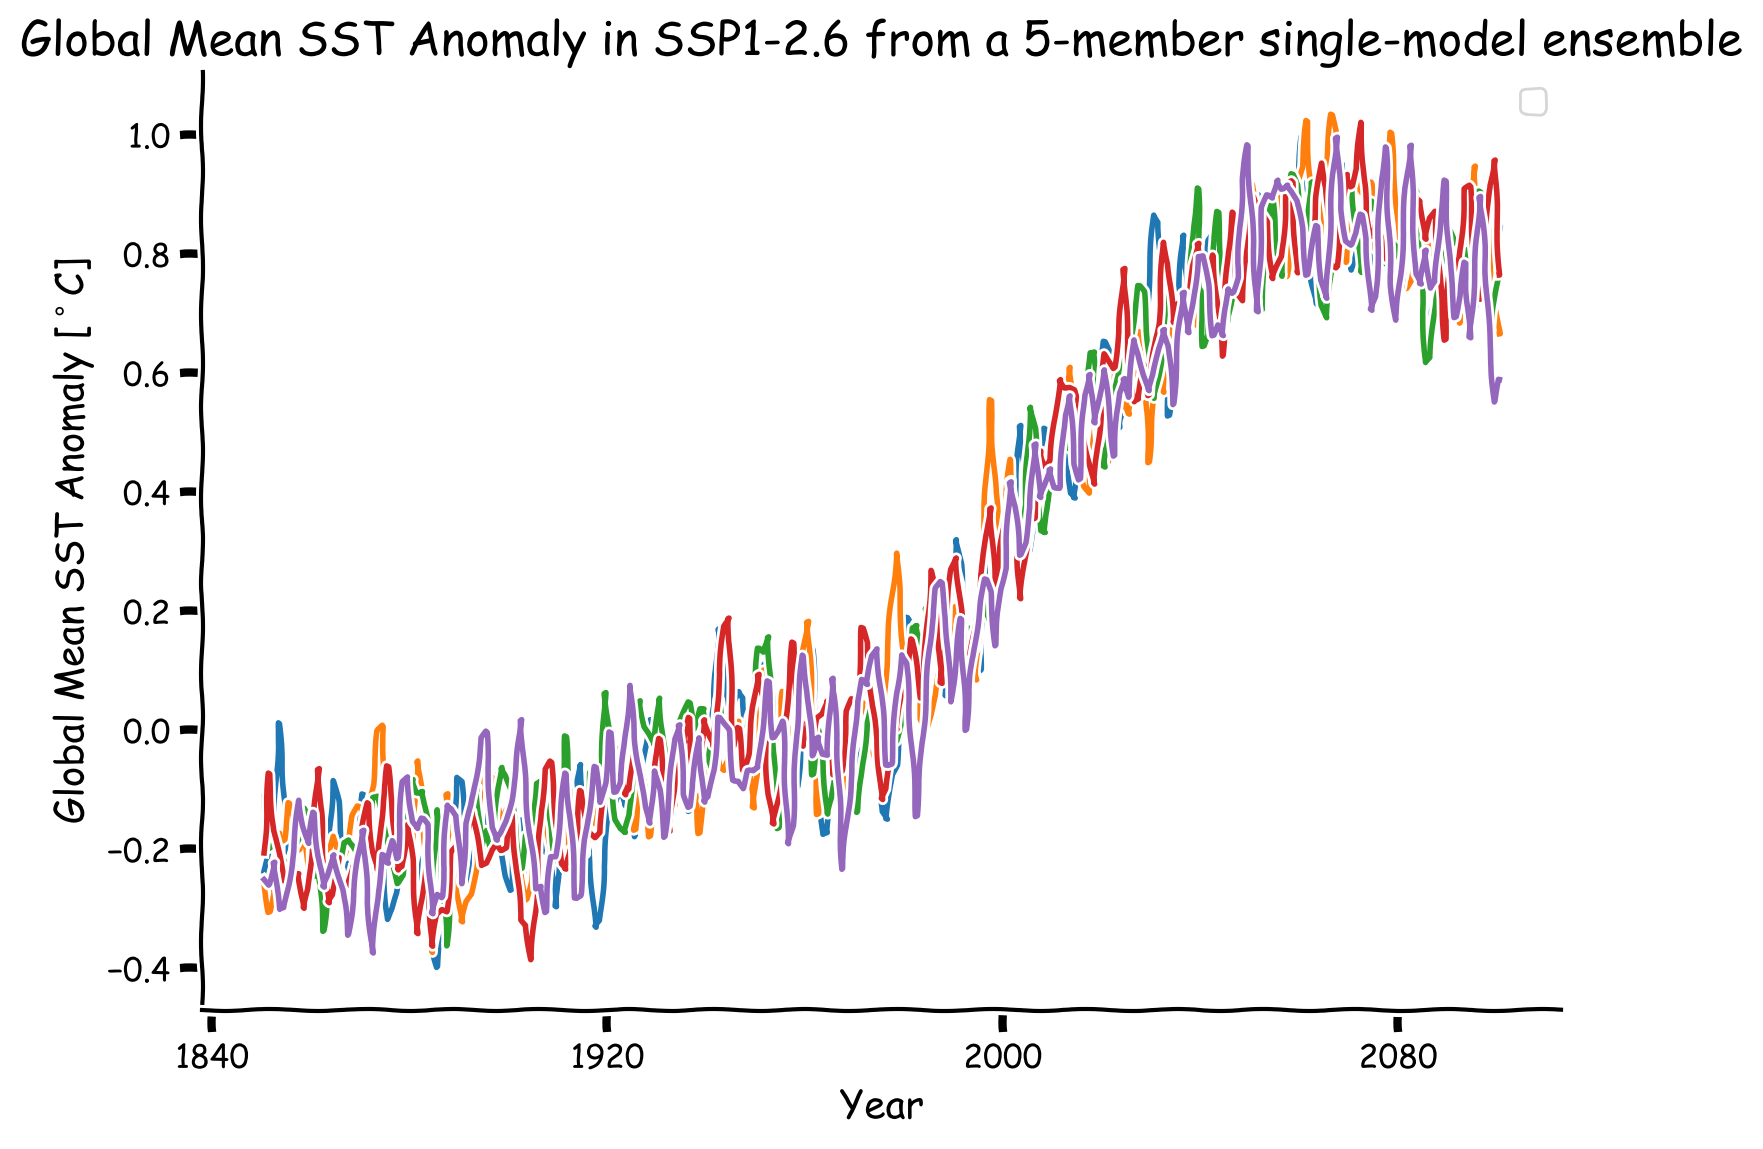 Global Mean SST Anomaly in SSP1-2.6 from a 5-member single-model ensemble
Global Mean SST Anomaly [°C]
1.0
0.8
0.6
0.4
0.2
0.0
−0.2
−0.4
1840 1920 2000 2080
Year